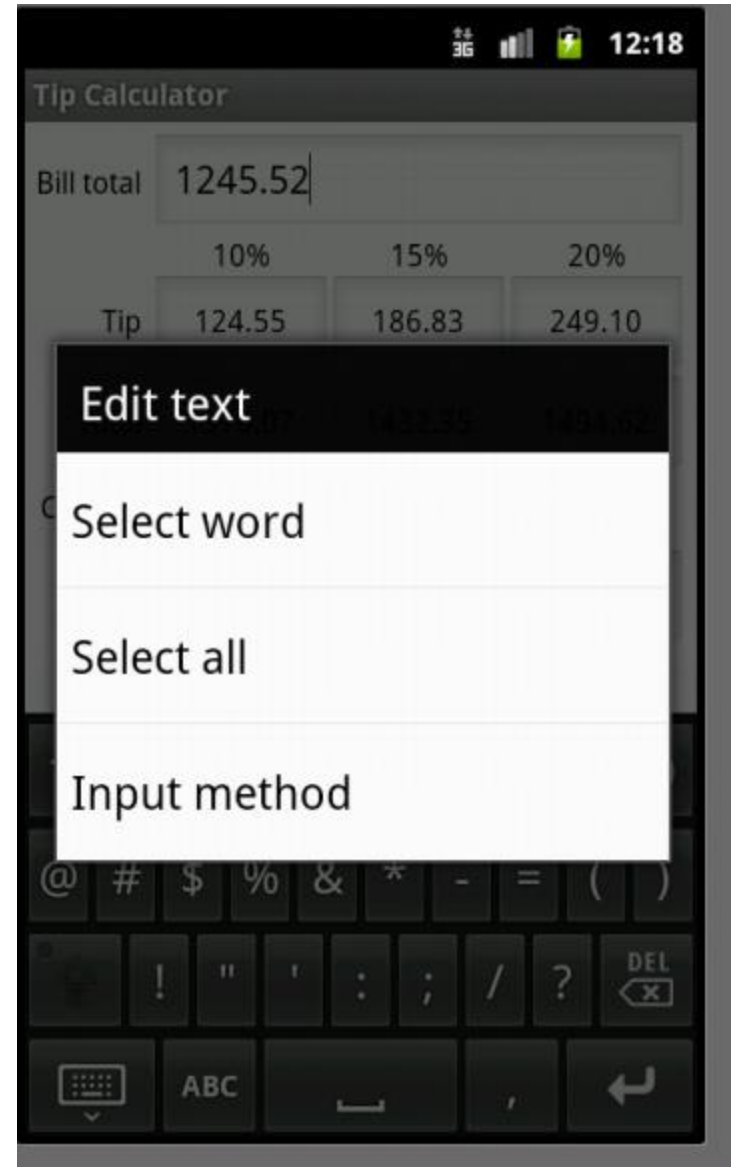 3G 12:18
Tip Calculator
Bill total 1245.52
10% 15% 20%
Tip 124.55 186.83 249.10
Edit text
Select word
Select all
Input method
@ # $ % & * - = ( )
! " ' : ; / ? DEL
ABC ,